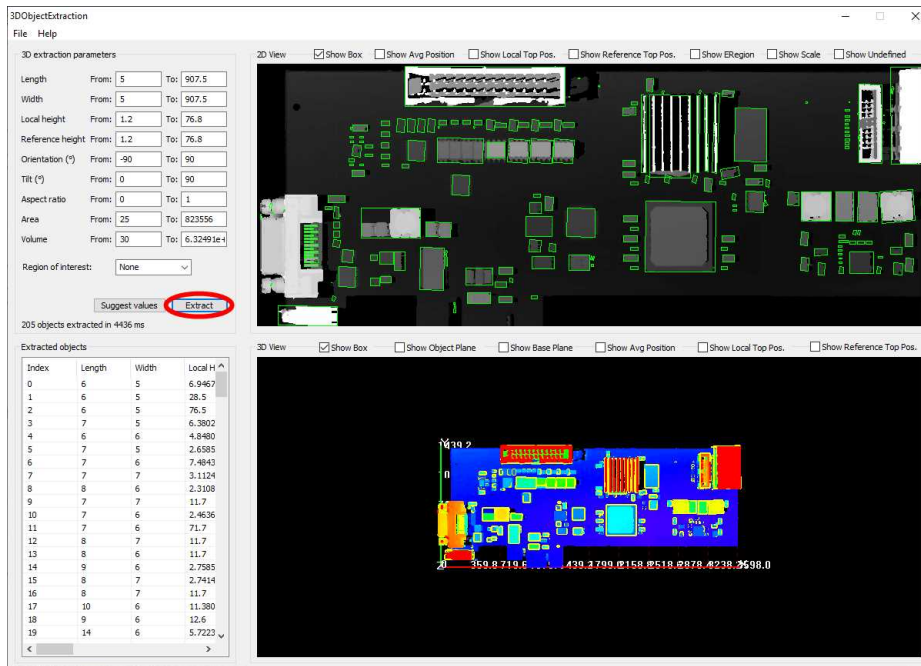 3DObjectExtraction
File Help
3D extraction parameters
Length From: 5 To: 907.5
Width From: 5 To: 907.5
Local height From: 1.2 To: 76.8
Reference height From: 1.2 To: 76.8
Orientation (°) From: -90 To: 90
Tilt (°) From: 0 To: 90
Aspect ratio From: 0 To: 1
Area From: 25 To: 823556
Volume From: 30 To: 6.32491e+
Region of interest: None
Suggest values Extract
205 objects extracted in 4436 ms
2D View Show Box Show Avg Position Show Local Top Pos. Show Reference Top Pos. Show ERegion Show Scale Show Undefined
Extracted objects
Index Length Width Local H
0 6 5 6.9467
1 6 5 28.5
2 6 5 76.5
3 7 5 6.3802
4 6 6 4.8480
5 7 5 2.6585
6 7 6 7.4843
7 7 7 3.1124
8 8 6 2.3108
9 7 7 11.7
10 7 6 2.4636
11 7 6 71.7
12 8 7 11.7
13 8 6 11.7
14 9 6 2.7585
15 8 7 2.7414
16 8 7 11.7
17 10 6 11.380
18 9 6 12.6
19 14 6 5.7223
3D View Show Box Show Object Plane Show Base Plane Show Avg Position Show Local Top Pos. Show Reference Top Pos.
Y
439.2
0
Z 359.8 719.6